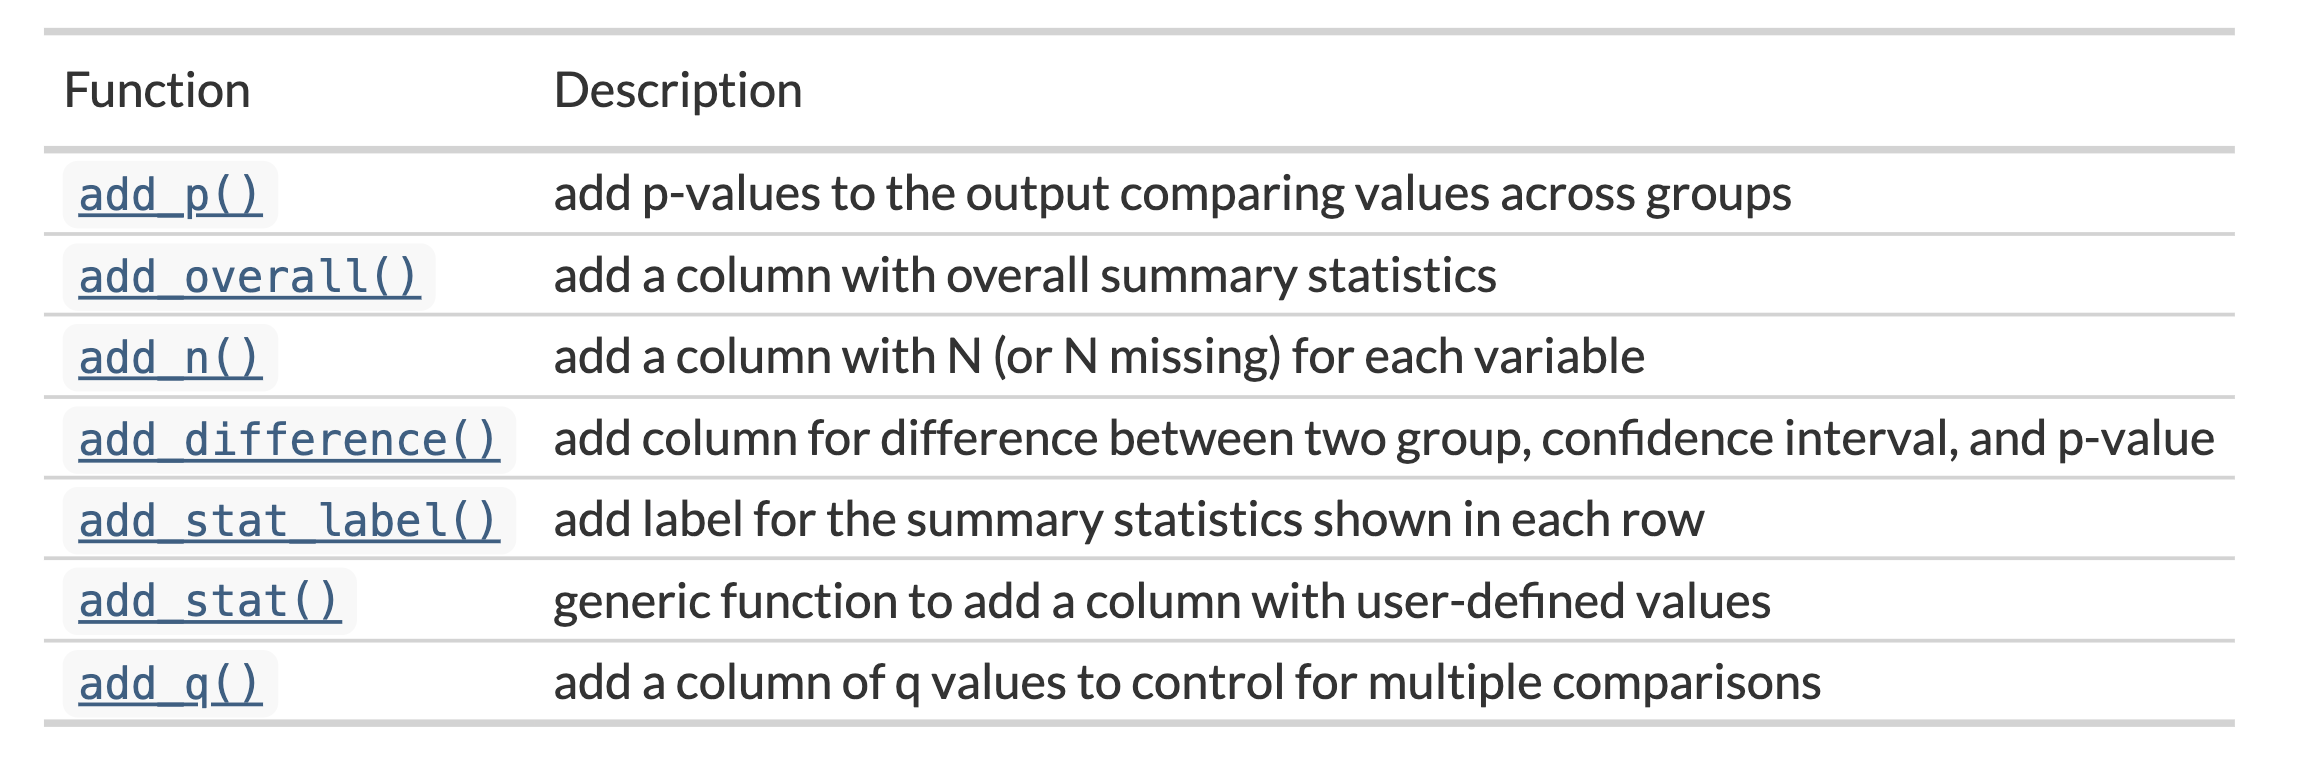 Function Description
add_p() add p-values to the output comparing values across groups
add_overall() add a column with overall summary statistics
add_n() add a column with N (or N missing) for each variable
add_difference() add column for difference between two group, confidence interval, and p-value
add_stat_label() add label for the summary statistics shown in each row
add_stat() generic function to add a column with user-defined values
add_q() add a column of q values to control for multiple comparisons